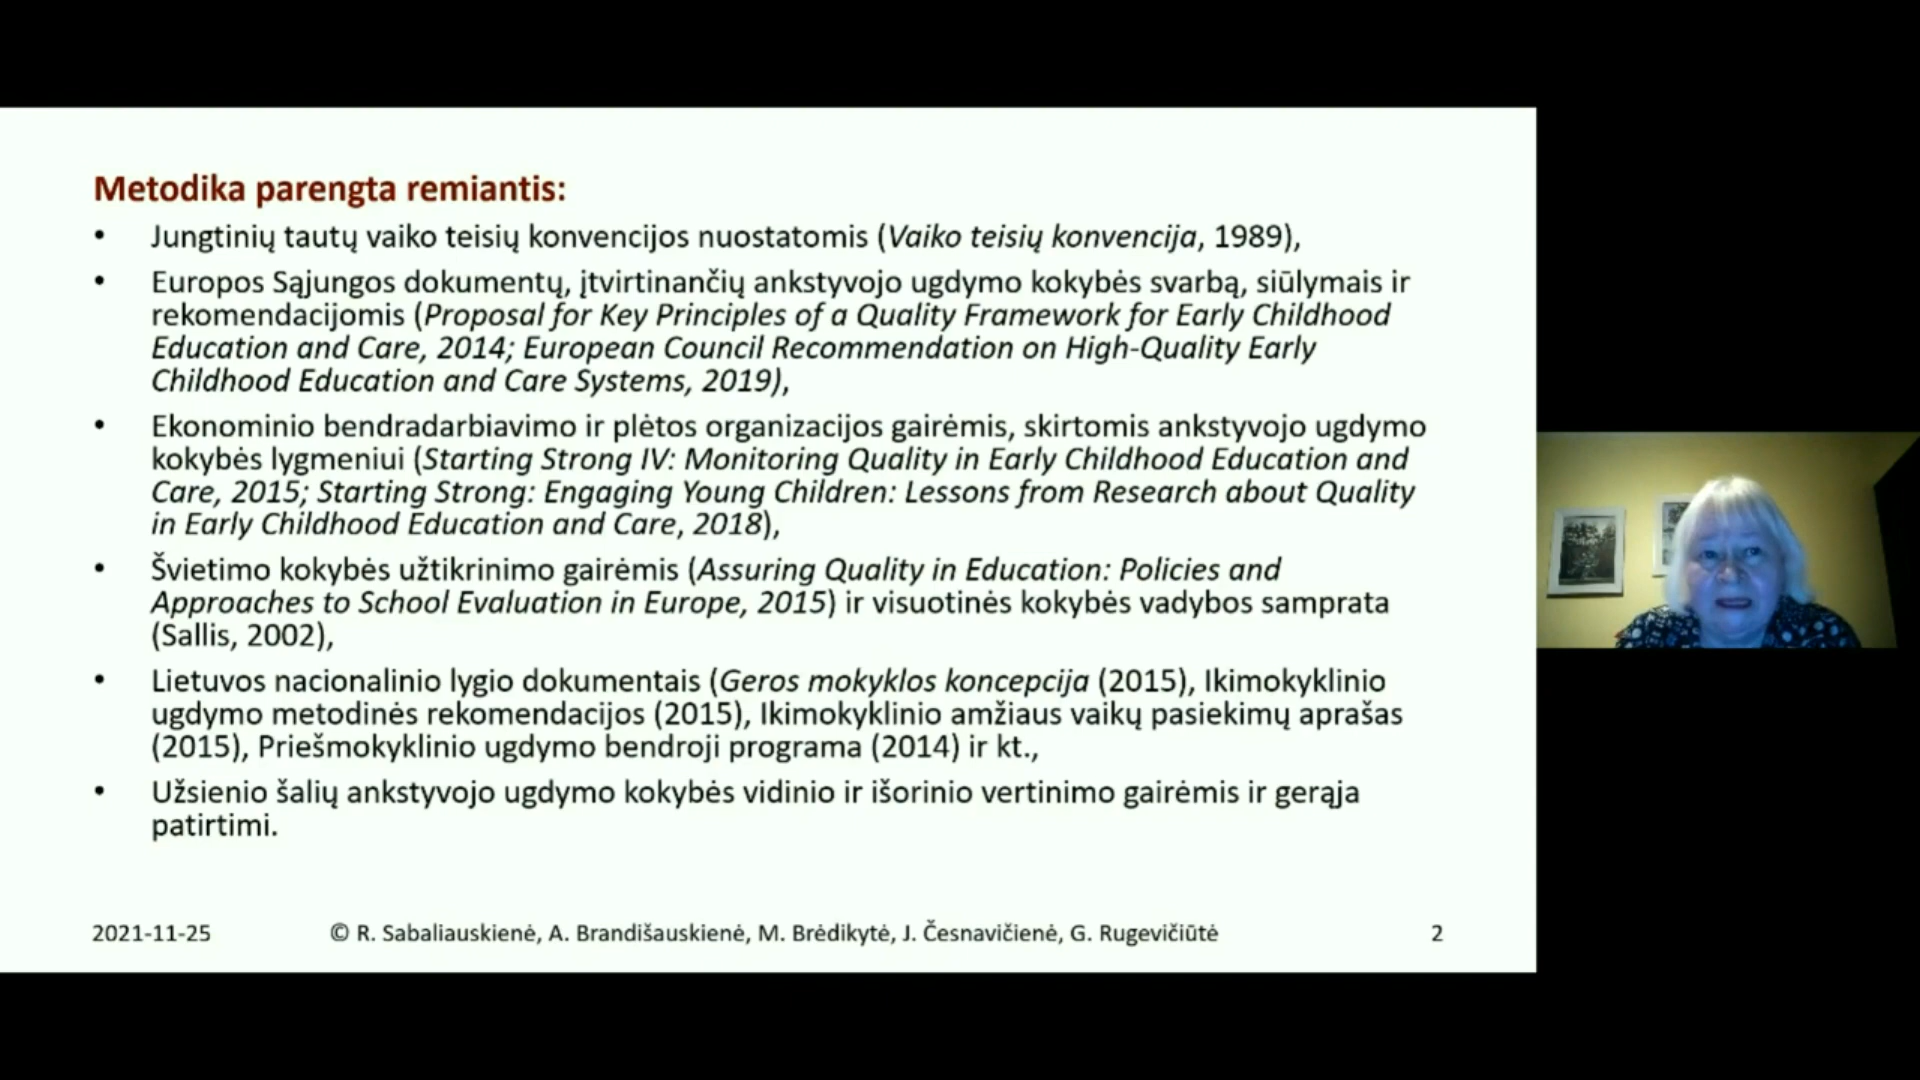 Metodika parengta remiantis:
• Jungtinių tautų vaiko teisių konvencijos nuostatomis (Vaiko teisių konvencija, 1989),
• Europos Sąjungos dokumentų, įtvirtinančių ankstyvojo ugdymo kokybės svarbą, siūlymais ir
rekomendacijomis (Proposal for Key Principles of a Quality Framework for Early Childhood
Education and Care, 2014; European Council Recommendation on High-Quality Early
Childhood Education and Care Systems, 2019),
• Ekonominio bendradarbiavimo ir plėtos organizacijos gairėmis, skirtomis ankstyvojo ugdymo
kokybės lygmeniui (Starting Strong IV: Monitoring Quality in Early Childhood Education and
Care, 2015; Starting Strong: Engaging Young Children: Lessons from Research about Quality
in Early Childhood Education and Care, 2018),
• Švietimo kokybės užtikrinimo gairėmis (Assuring Quality in Education: Policies and
Approaches to School Evaluation in Europe, 2015) ir visuotinės kokybės vadybos samprata
(Sallis, 2002),
• Lietuvos nacionalinio lygio dokumentais (Geros mokyklos koncepcija (2015), Ikimokyklinio
ugdymo metodinės rekomendacijos (2015), Ikimokyklinio amžiaus vaikų pasiekimų aprašas
(2015), Priešmokyklinio ugdymo bendroji programa (2014) ir kt.,
• Užsienio šalių ankstyvojo ugdymo kokybės vidinio ir išorinio vertinimo gairėmis ir gerąja
patirtimi.
2021-11-25 © R. Sabaliauskienė, A. Brandišauskienė, M. Brėdikytė, J. Česnavičienė, G. Rugevičiūtė 2